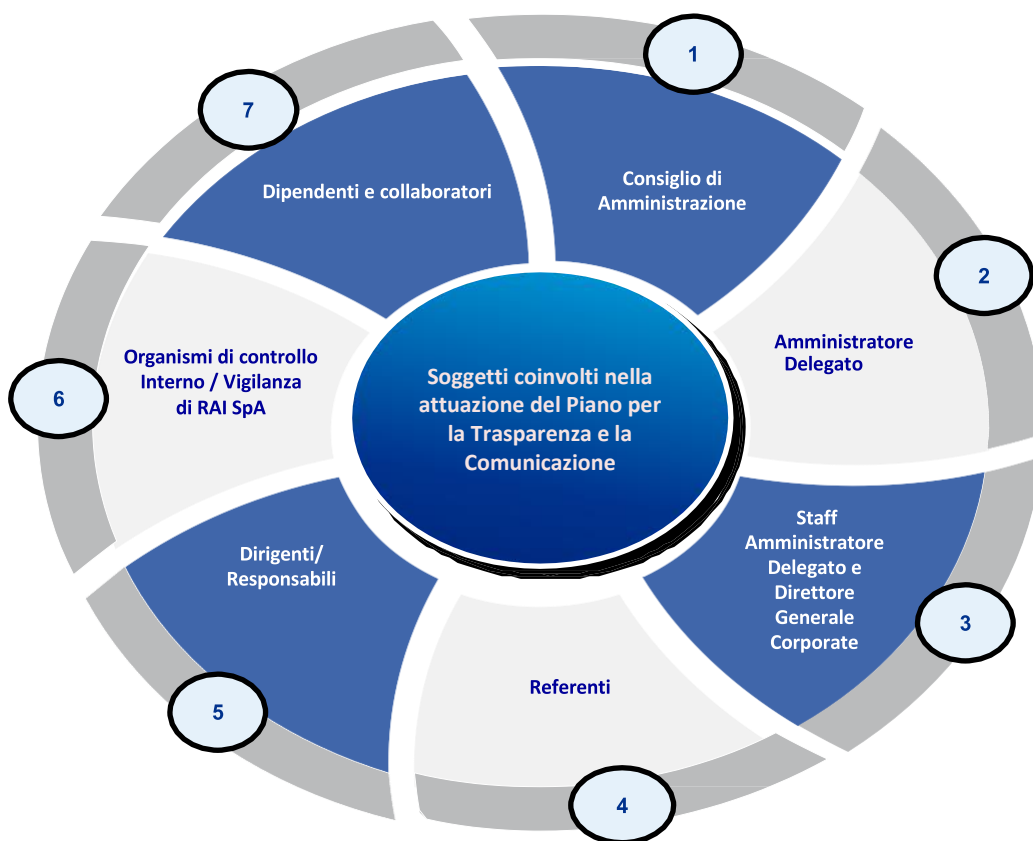 Soggetti coinvolti nella
attuazione del Piano per
la Trasparenza e la
Comunicazione
1
Consiglio di
Amministrazione
2
Amministratore
Delegato
3
Staff
Amministratore
Delegato e
Direttore
Generale
Corporate
4
Referenti
5
Dirigenti/
Responsabili
6
Organismi di controllo
Interno / Vigilanza
di RAI SpA
7
Dipendenti e collaboratori